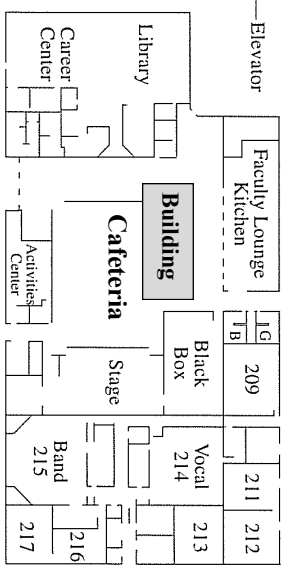 Elevator
Faculty Lounge
Kitchen
G
B
209
211
212
Library
Career
Center
Building
Cafeteria
Activities
Center
Black
Box
Stage
Vocal
214
213
Band
215
216
217